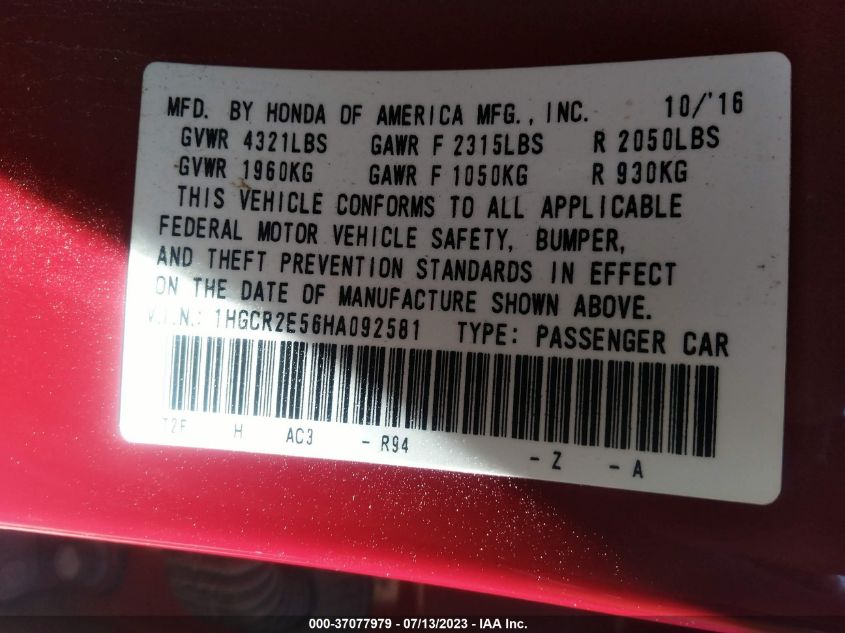 MFD. BY HONDA OF AMERICA MFG., INC. 10/'16
GVWR 4321LBS GAWR F 2315LBS R 2050LBS
GVWR 1960KG GAWR F 1050KG R 930KG
THIS VEHICLE CONFORMS TO ALL APPLICABLE
FEDERAL MOTOR VEHICLE SAFETY, BUMPER,
AND THEFT PREVENTION STANDARDS IN EFFECT
ON THE DATE OF MANUFACTURE SHOWN ABOVE.
V.I.N.: 1HGCR2E56HA092581 TYPE: PASSENGER CAR
H AC3 - R94 - Z - A
000-37077979 - 07/13/2023 - IAA Inc.